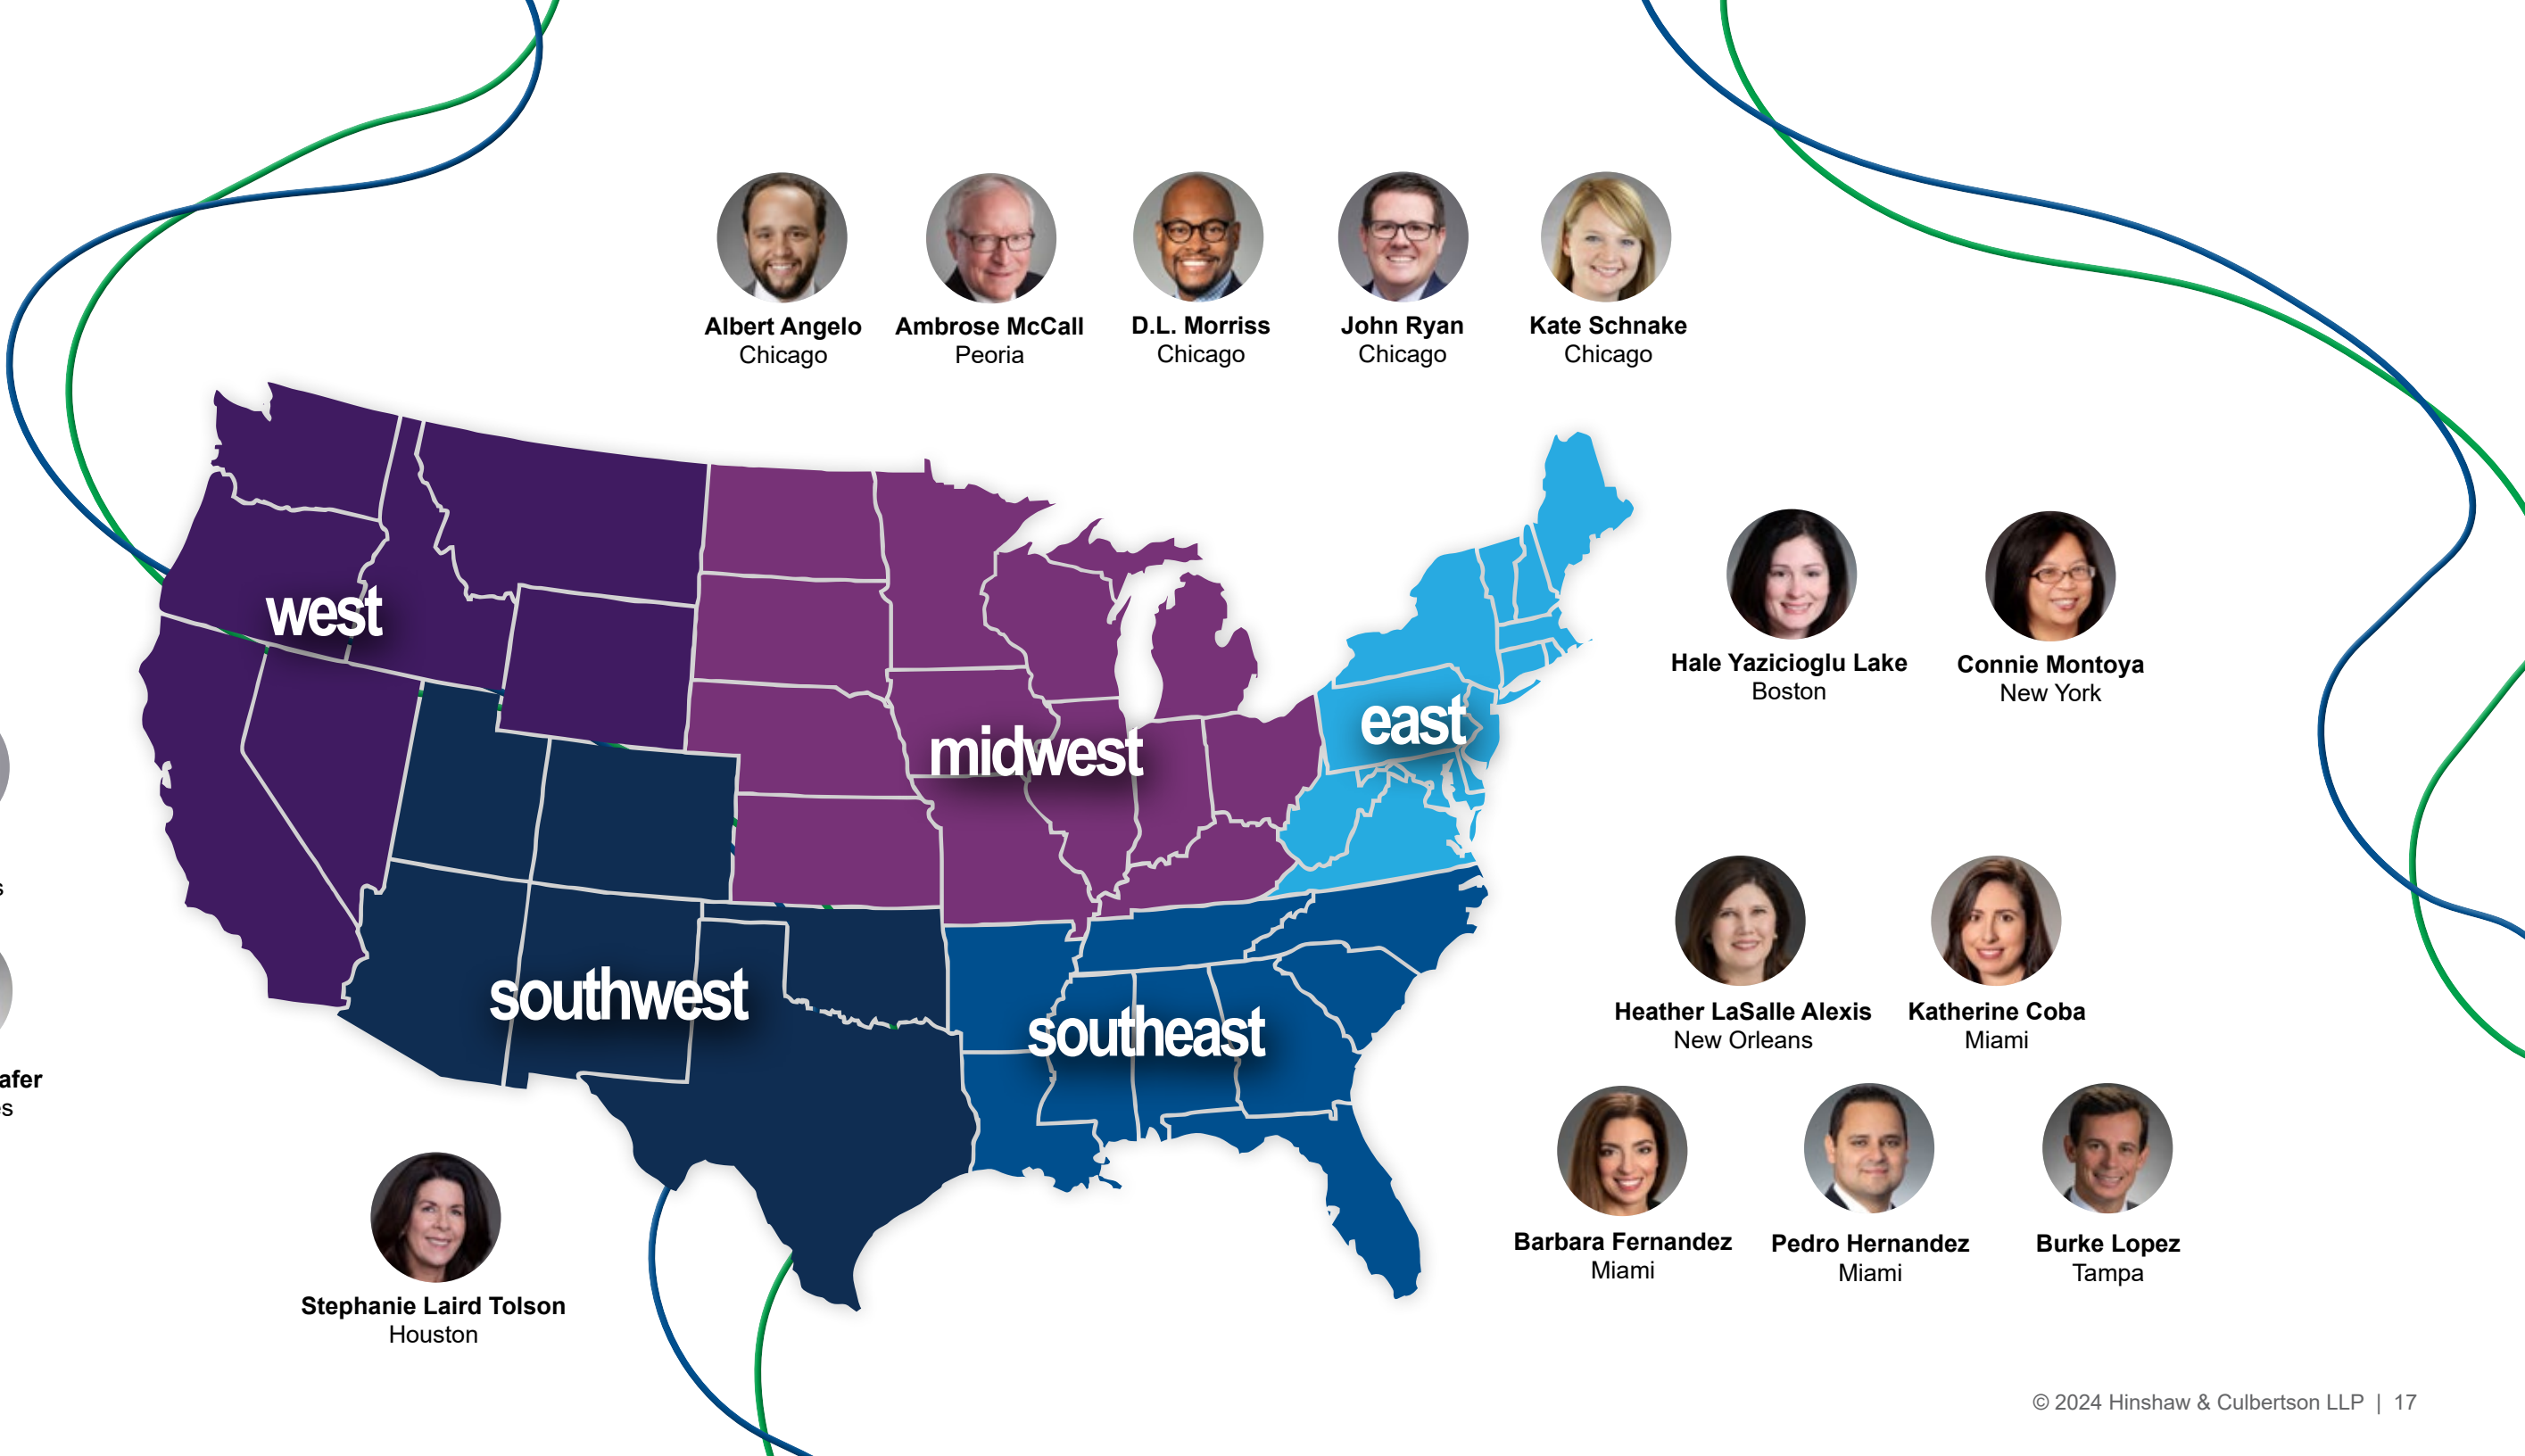 Albert Angelo
Chicago
Ambrose McCall
Peoria
D.L. Morriss
Chicago
John Ryan
Chicago
Kate Schnake
Chicago
west
midwest
east
southwest
southeast
Hale Yazicioglu Lake
Boston
Connie Montoya
New York
Heather LaSalle Alexis
New Orleans
Katherine Coba
Miami
Barbara Fernandez
Miami
Pedro Hernandez
Miami
Burke Lopez
Tampa
s
afer
es
Stephanie Laird Tolson
Houston
© 2024 Hinshaw & Culbertson LLP | 17